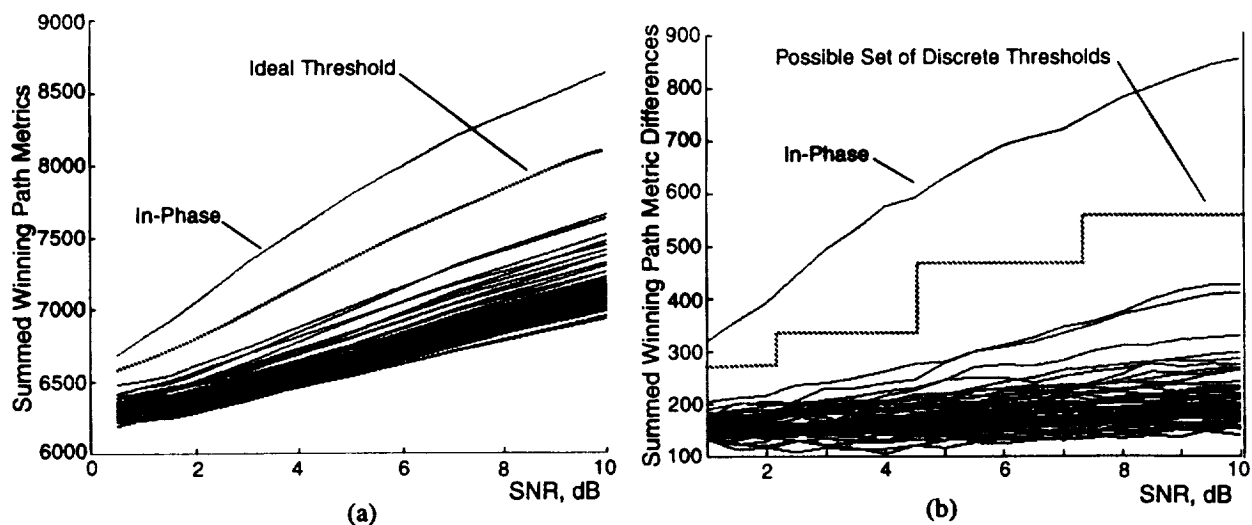 Summed Winning Path Metrics
9000
8500
8000
7500
7000
6500
6000
Ideal Threshold
In-Phase
0
2
4
6
8
10
SNR, dB
(a)
Summed Winning Path Metric Differences
900
800
700
600
500
400
300
200
100
Possible Set of Discrete Thresholds
In-Phase
2
4
6
8
10
SNR, dB
(b)